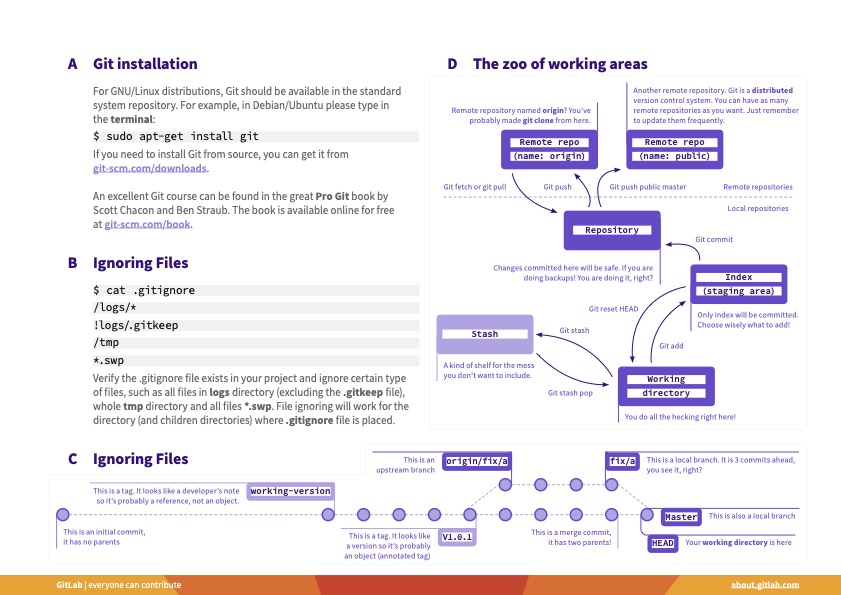 A Git installation
For GNU/Linux distributions, Git should be available in the standard
system repository. For example, in Debian/Ubuntu please type in
the terminal:
$ sudo apt-get install git
If you need to install Git from source, you can get it from
git-scm.com/downloads.
An excellent Git course can be found in the great Pro Git book by
Scott Chacon and Ben Straub. The book is available online for free
at git-scm.com/book.
B Ignoring Files
$ cat .gitignore
/logs/*
!logs/.gitkeep
/tmp
*.swp
Verify the .gitignore file exists in your project and ignore certain type
of files, such as all files in logs directory (excluding the .gitkeep file),
whole tmp directory and all files *.swp. File ignoring will work for the
directory (and children directories) where .gitignore file is placed.
D The zoo of working areas
Remote repository named origin? You've
probably made git clone from here.
Another remote repository. Git is a distributed
version control system. You can have as many
remote repositories as you want. Just remember
to update them frequently.
Remote repo
(name: origin)
Remote repo
(name: public)
Git fetch or git pull
Git push
Git push public master
Remote repositories
Local repositories
Repository
Git commit
Changes committed here will be safe. If you are
doing backups! You are doing it, right?
Index
(staging area)
Only index will be committed.
Choose wisely what to add!
Git reset HEAD
Git add
Stash
Git stash
A kind of shelf for the mess
you don't want to include.
Git stash pop
Working
directory
You do all the hecking right here!
C Ignoring Files
This is an
upstream branch
origin/fix/a
fix/a
This is a local branch. It is 3 commits ahead,
you see it, right?
This is a tag. It looks like a developer's note
so it's probably a reference, not an object.
working-version
This is an initial commit,
it has no parents
This is a tag. It looks like
a version so it's probably
an object (annotated tag)
V1.0.1
This is a merge commit,
it has two parents!
Master
This is also a local branch
HEAD
Your working directory is here
GitLab | everyone can contribute
about.gitlab.com